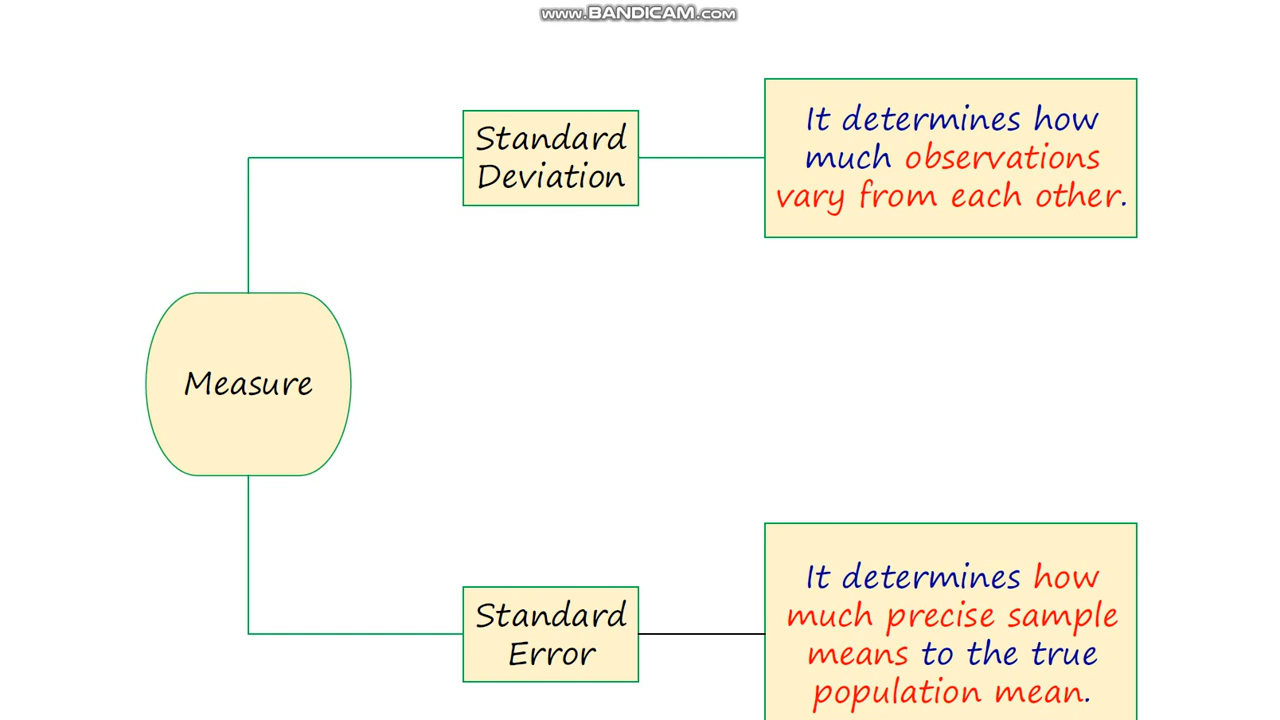 www.BANDICAM.com
Standard
Deviation
It determines how
much observations
vary from each other.
Measure
Standard
Error
It determines how
much precise sample
means to the true
population mean.